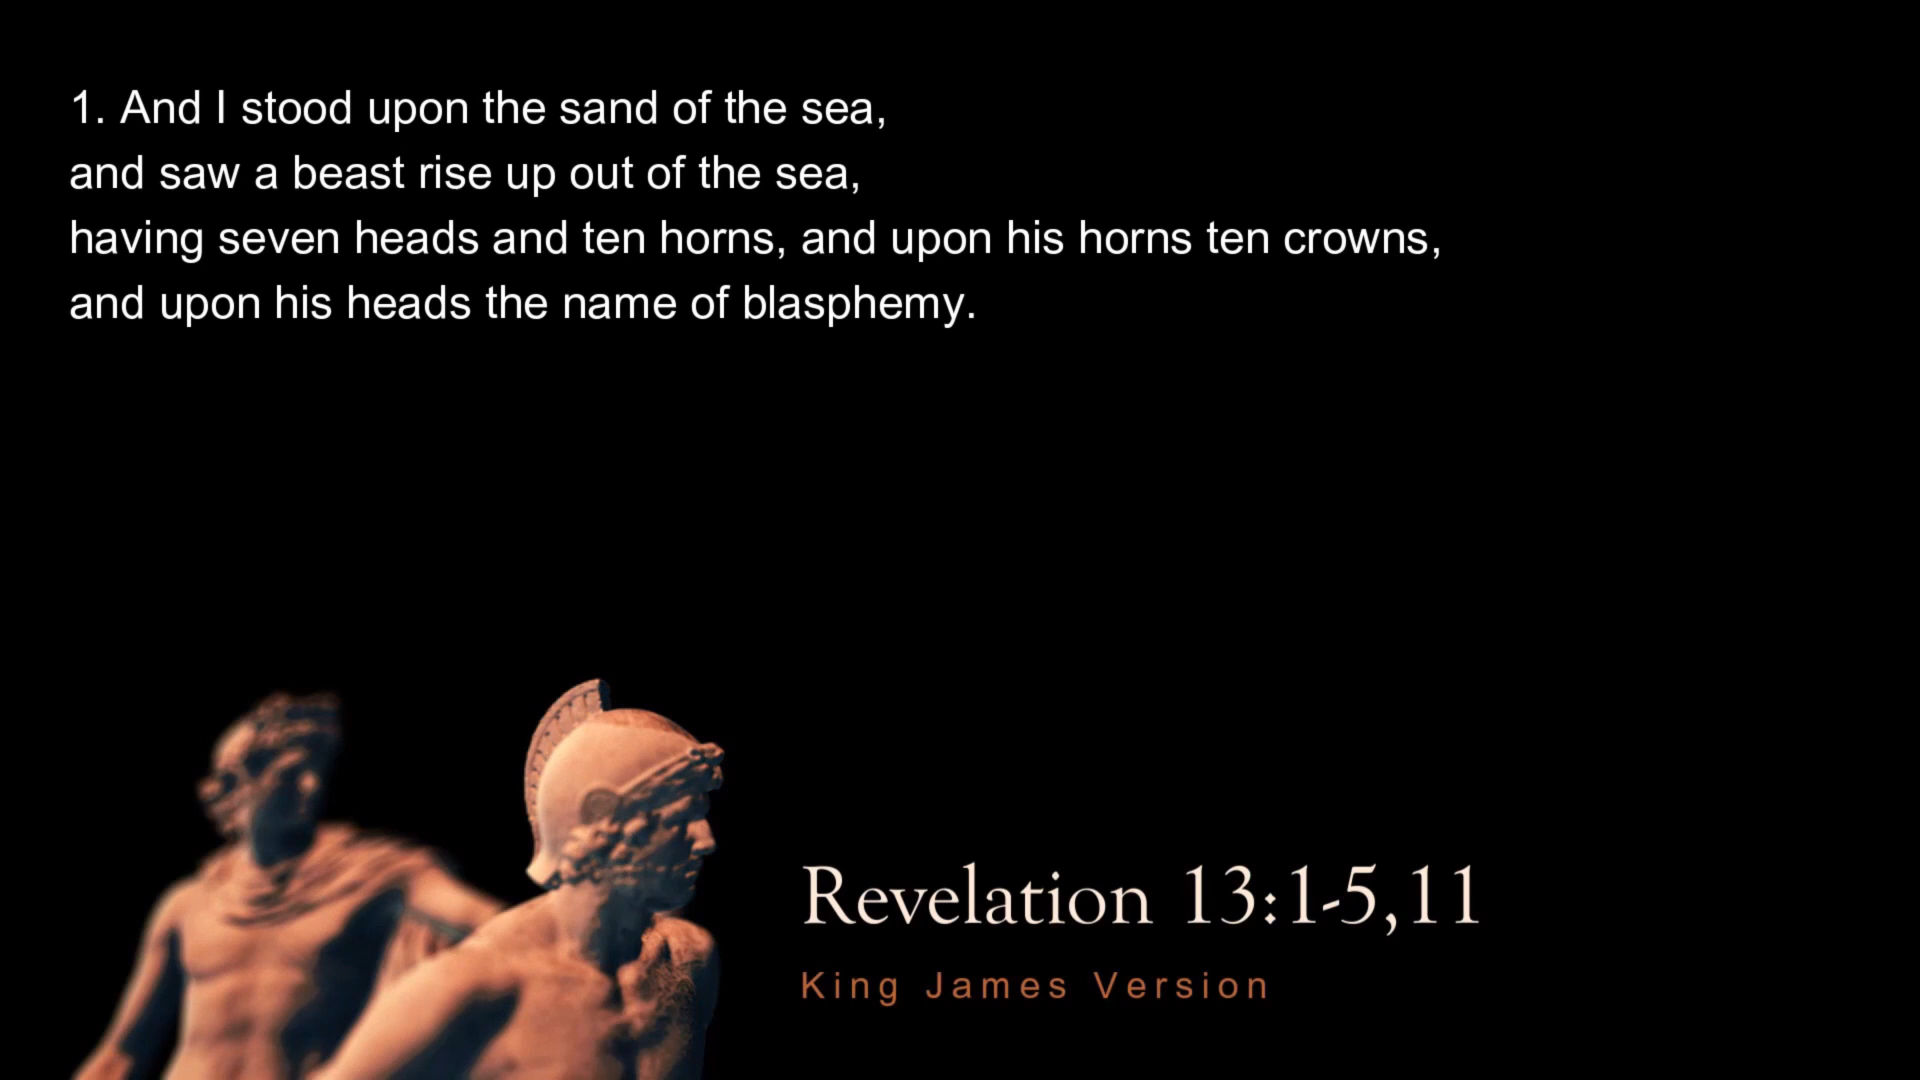 1. And I stood upon the sand of the sea,
and saw a beast rise up out of the sea,
having seven heads and ten horns, and upon his horns ten crowns,
and upon his heads the name of blasphemy.
Revelation 13:1-5,11
King James Version